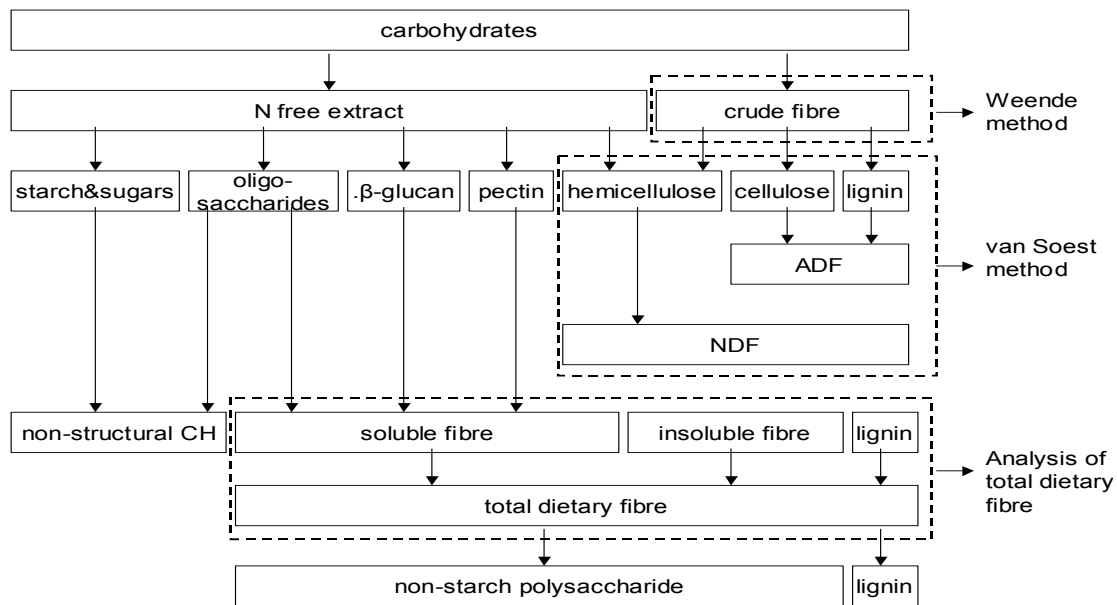 carbohydrates
N free extract
crude fibre
Weende
method
starch&sugars
oligo-
saccharides
.β-glucan
pectin
hemicellulose
cellulose
lignin
ADF
van Soest
method
NDF
non-structural CH
soluble fibre
insoluble fibre
lignin
Analysis of
total dietary
fibre
total dietary fibre
non-starch polysaccharide
lignin